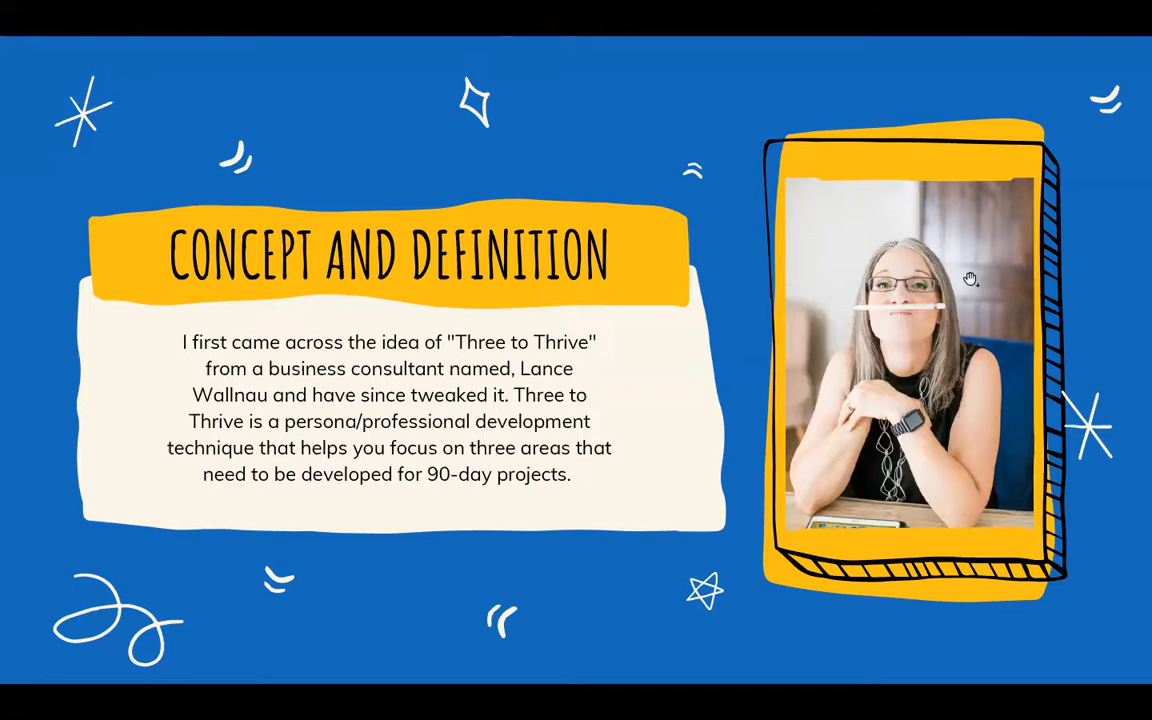 CONCEPT AND DEFINITION
I first came across the idea of "Three to Thrive"
from a business consultant named, Lance
Wallnau and have since tweaked it. Three to
Thrive is a persona/professional development
technique that helps you focus on three areas that
need to be developed for 90-day projects.